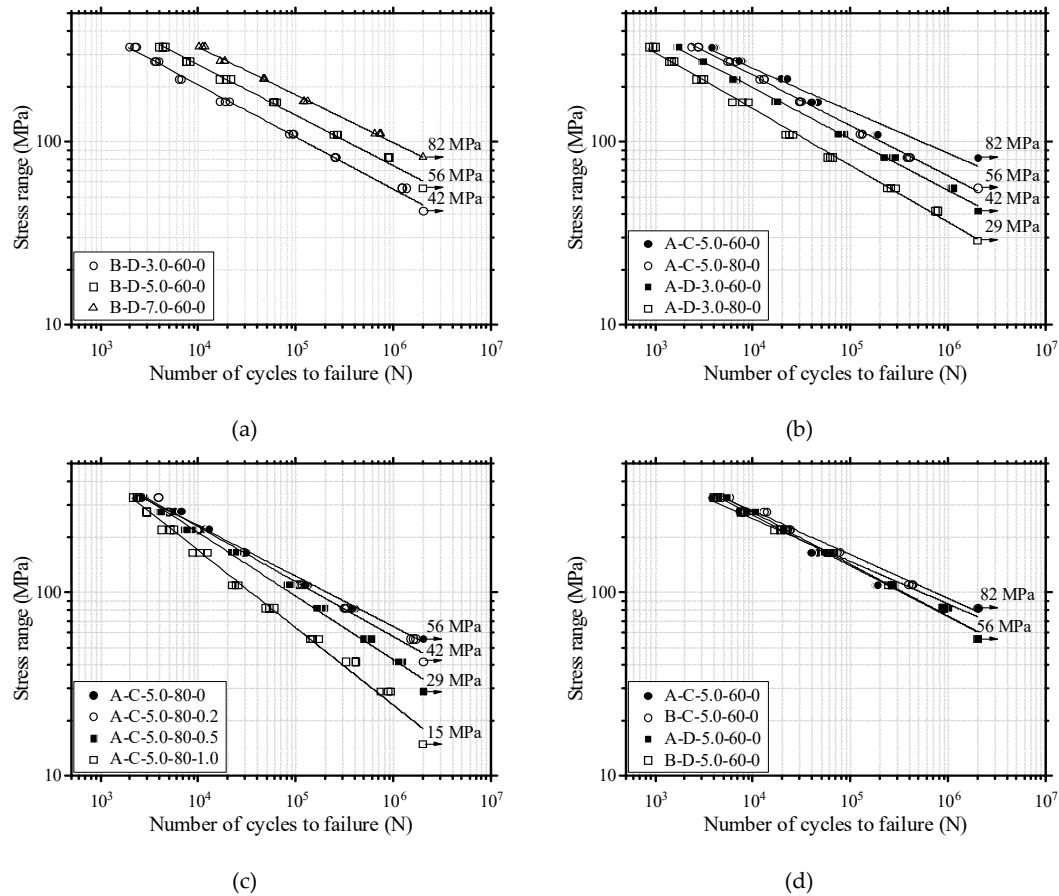 100
10
Stress range (MPa)
82 MPa
56 MPa
42 MPa
B-D-3.0-60-0
B-D-5.0-60-0
B-D-7.0-60-0
10³ 10⁴ 10⁵ 10⁶ 10⁷
Number of cycles to failure (N)
(a)
100
10
Stress range (MPa)
82 MPa
56 MPa
42 MPa
29 MPa
A-C-5.0-60-0
A-C-5.0-80-0
A-D-3.0-60-0
A-D-3.0-80-0
10³ 10⁴ 10⁵ 10⁶ 10⁷
Number of cycles to failure (N)
(b)
100
10
Stress range (MPa)
56 MPa
42 MPa
29 MPa
15 MPa
A-C-5.0-80-0
A-C-5.0-80-0.2
A-C-5.0-80-0.5
A-C-5.0-80-1.0
10³ 10⁴ 10⁵ 10⁶ 10⁷
Number of cycles to failure (N)
(c)
100
10
Stress range (MPa)
82 MPa
56 MPa
A-C-5.0-60-0
B-C-5.0-60-0
A-D-5.0-60-0
B-D-5.0-60-0
10³ 10⁴ 10⁵ 10⁶ 10⁷
Number of cycles to failure (N)
(d)